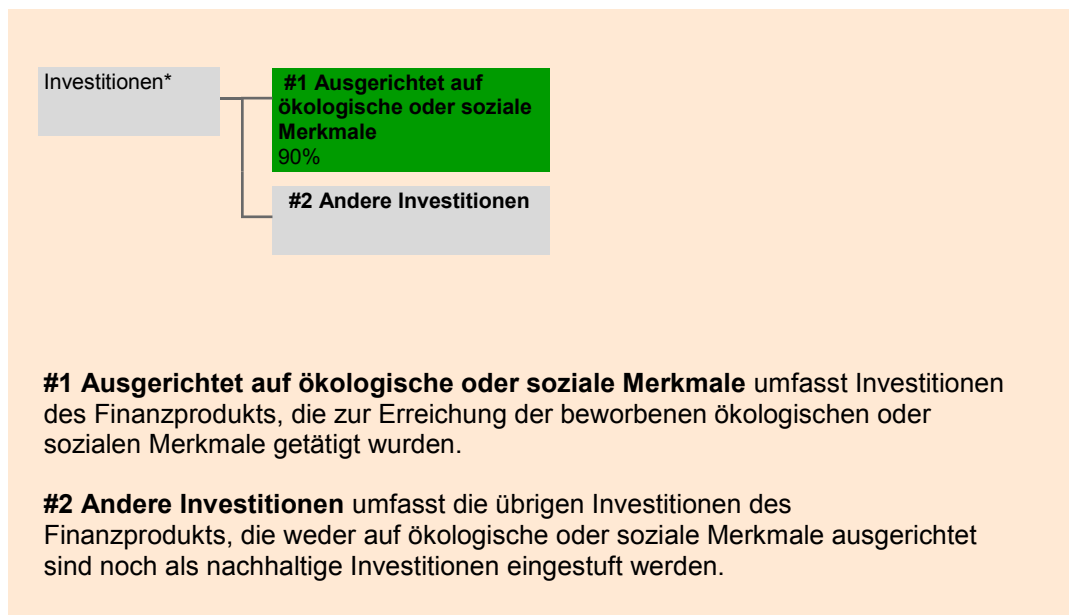 Investitionen*
#1 Ausgerichtet auf
ökologische oder soziale
Merkmale
90%
#2 Andere Investitionen
#1 Ausgerichtet auf ökologische oder soziale Merkmale umfasst Investitionen
des Finanzprodukts, die zur Erreichung der beworbenen ökologischen oder
sozialen Merkmale getätigt wurden.
#2 Andere Investitionen umfasst die übrigen Investitionen des
Finanzprodukts, die weder auf ökologische oder soziale Merkmale ausgerichtet
sind noch als nachhaltige Investitionen eingestuft werden.